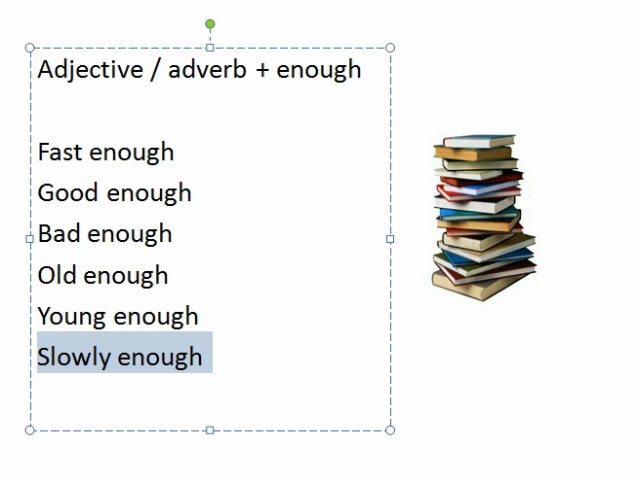 Adjective / adverb + enough
Fast enough
Good enough
Bad enough
Old enough
Young enough
Slowly enough